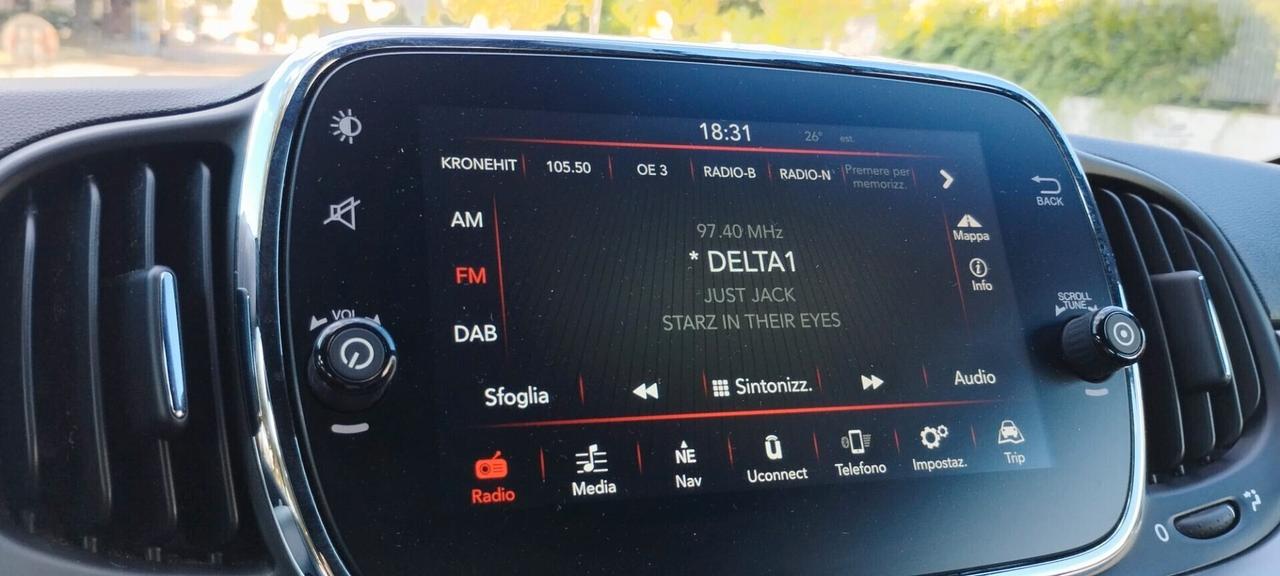 18:31 26° est.
KRONEHIT 105.50 OE 3 RADIO-B RADIO-N Premere per
memorizz.
AM
FM
DAB
97.40 MHz
* DELTA1
JUST JACK
STARZ IN THEIR EYES
Mappa
Info
Sfoglia Sintonizz. Audio
Radio Media NE Nav Uconnect Telefono Impostaz. Trip
VOL
BACK
SCROLL
TUNE
0